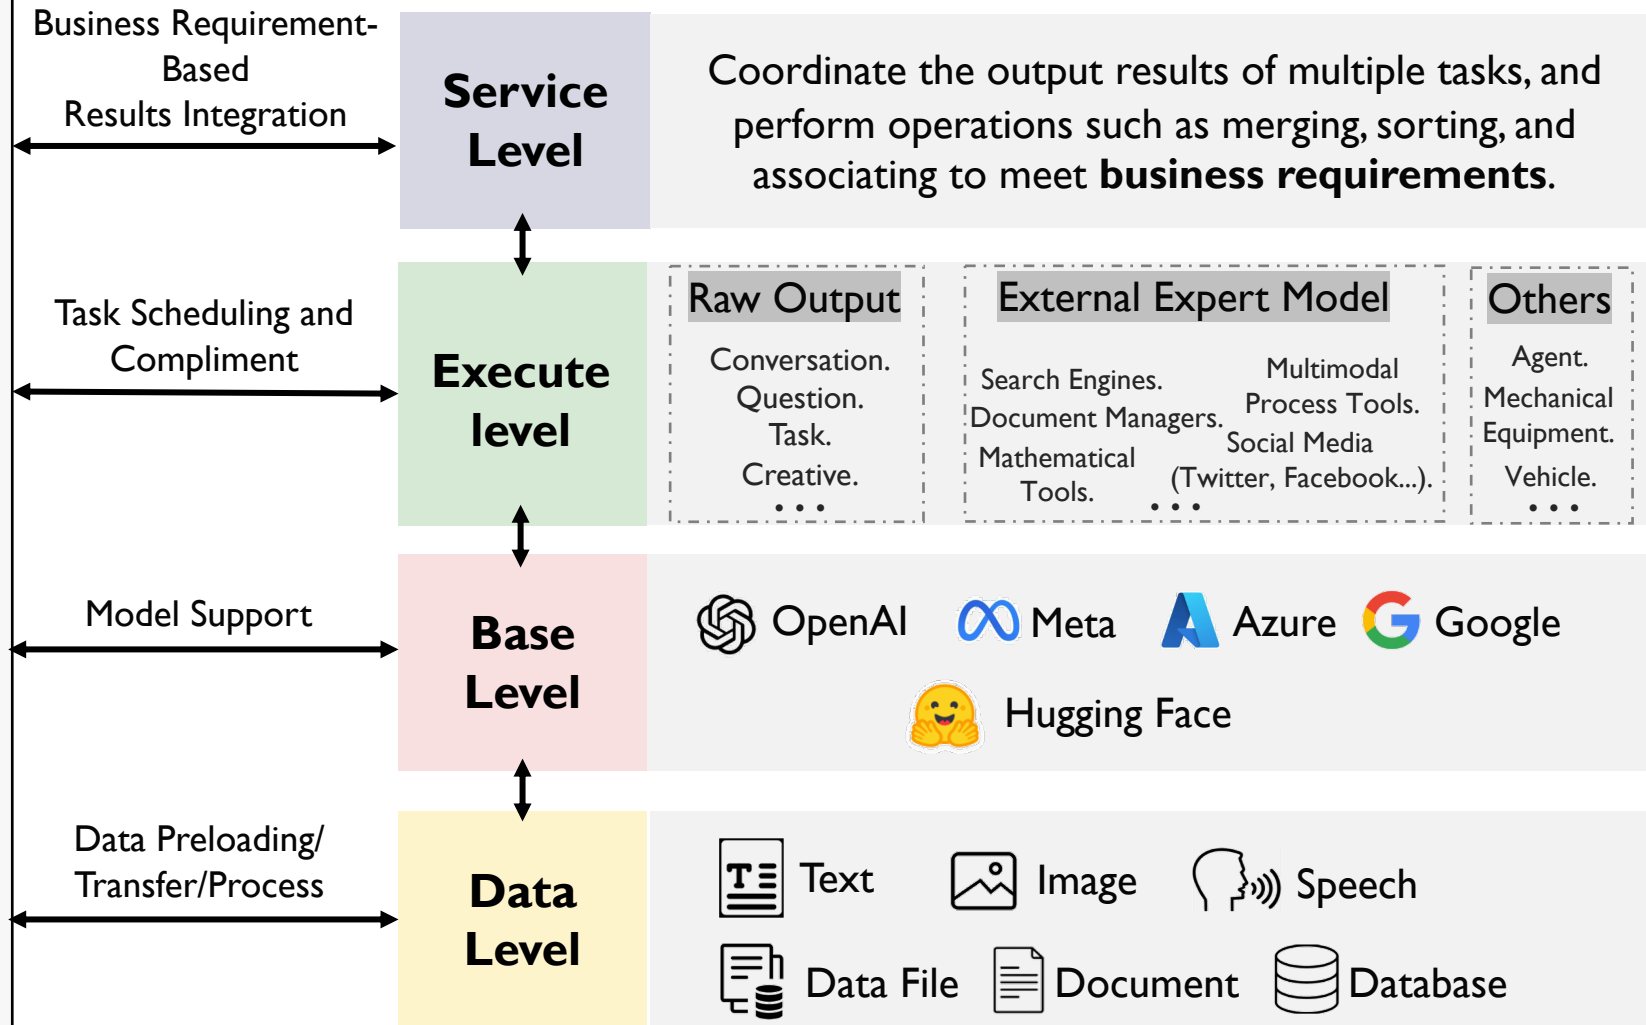 Business Requirement-
Based
Results Integration
Service
Level
Coordinate the output results of multiple tasks, and
perform operations such as merging, sorting, and
associating to meet business requirements.
Task Scheduling and
Compliment
Execute
level
Raw Output
Conversation.
Question.
Task.
Creative.
• • •
External Expert Model
Search Engines.
Document Managers.
Mathematical
Tools.
Multimodal
Process Tools.
Social Media
(Twitter, Facebook...).
• • •
Others
Agent.
Mechanical
Equipment.
Vehicle.
• • •
Model Support
Base
Level
OpenAI
Meta
Azure
Google
Hugging Face
Data Preloading/
Transfer/Process
Data
Level
Text
Image
Speech
Data File
Document
Database